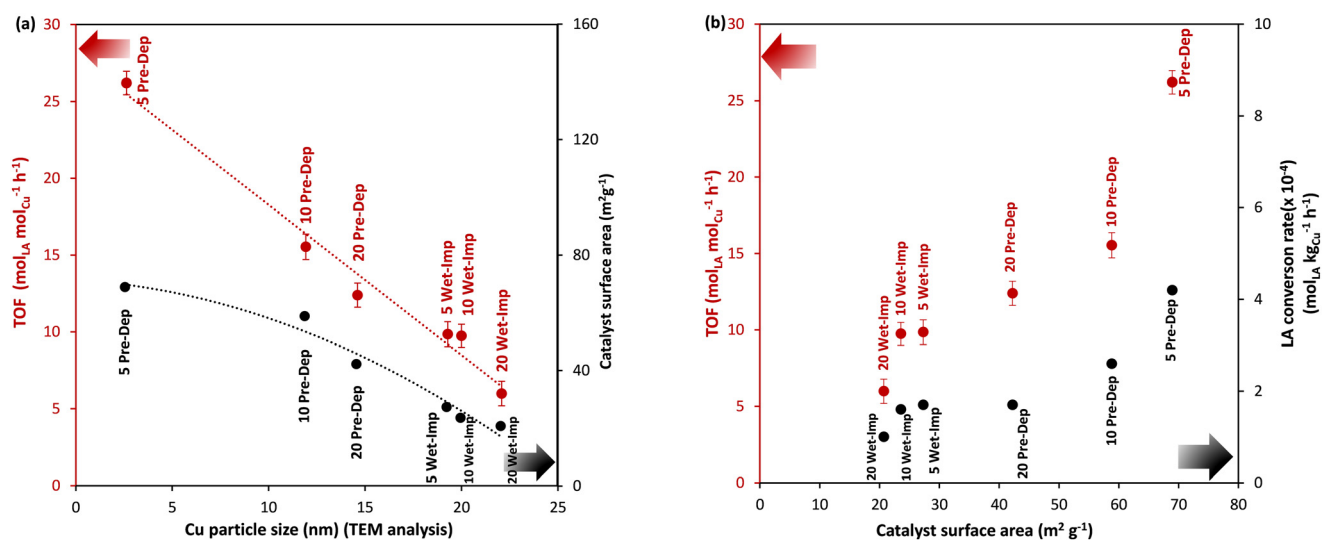 (a)
30
25
20
15
10
5
0
TOF (mol_LA mol_Cu⁻¹ h⁻¹)
5 Pre-Dep
10 Pre-Dep
20 Pre-Dep
5 Wet-Imp
10 Wet-Imp
20 Wet-Imp
5 Pre-Dep
10 Pre-Dep
20 Pre-Dep
5 Wet-Imp
10 Wet-Imp
20 Wet-Imp
160
120
80
40
0
Catalyst surface area (m²g⁻¹)
0 5 10 15 20 25
Cu particle size (nm) (TEM analysis)
(b)
30
25
20
15
10
5
0
TOF (mol_LA mol_Cu⁻¹ h⁻¹)
20 Wet-Imp
10 Wet-Imp
5 Wet-Imp
20 Pre-Dep
10 Pre-Dep
5 Pre-Dep
20 Wet-Imp
10 Wet-Imp
5 Wet-Imp
20 Pre-Dep
10 Pre-Dep
5 Pre-Dep
10
8
6
4
2
0
LA converson rate(x 10⁻⁴)
(mol_LA kg_Cu⁻¹ h⁻¹)
0 10 20 30 40 50 60 70 80
Catalyst surface area (m² g⁻¹)